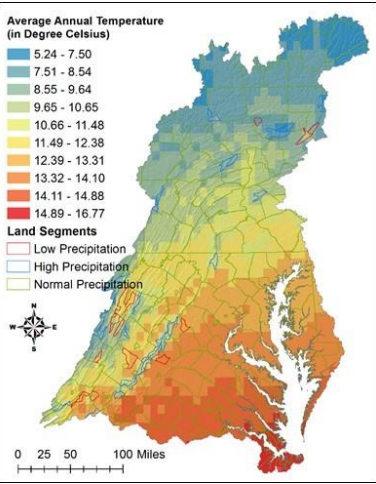 Average Annual Temperature
(in Degree Celsius)
5.24 - 7.50
7.51 - 8.54
8.55 - 9.64
9.65 - 10.65
10.66 - 11.48
11.49 - 12.38
12.39 - 13.31
13.32 - 14.10
14.11 - 14.88
14.89 - 16.77
Land Segments
Low Precipitation
High Precipitation
Normal Precipitation
N
W E
S
0 25 50 100 Miles